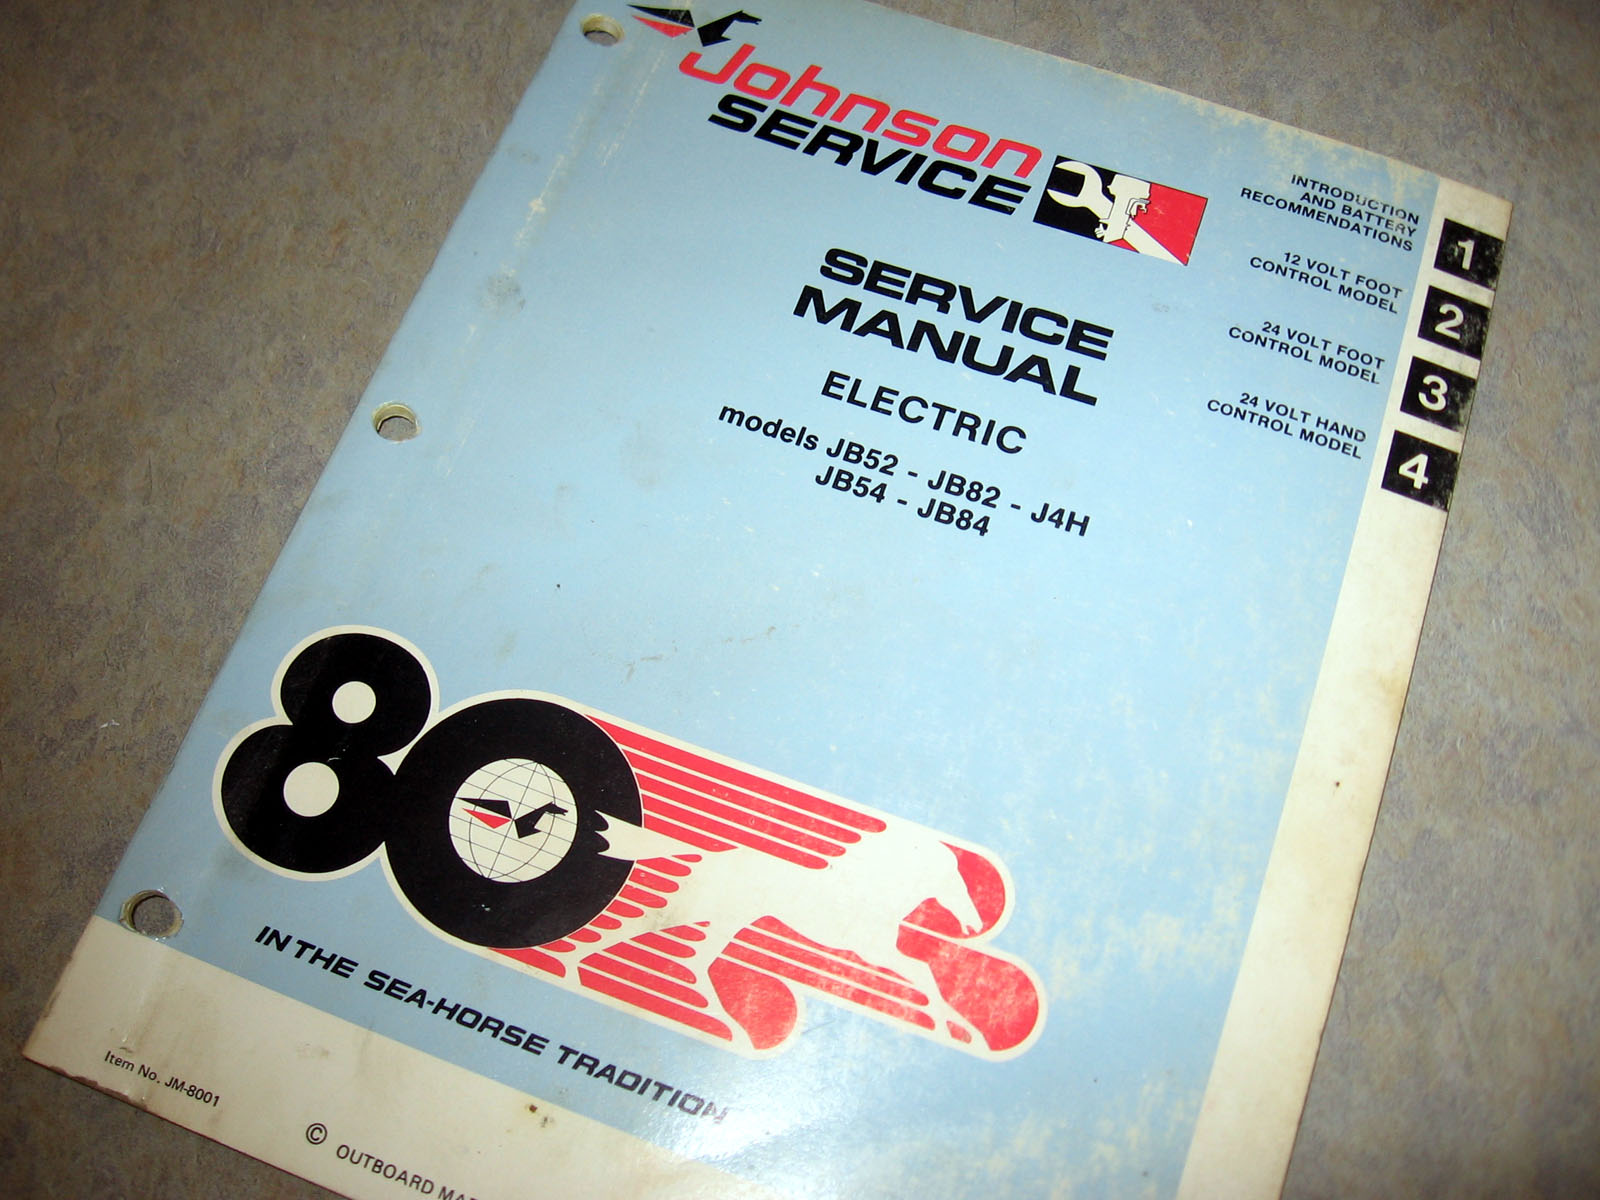 Johnson
SERVICE
SERVICE
MANUAL
ELECTRIC
models JB52 - JB82 - J4H
JB54 - JB84
INTRODUCTION
AND BATTERY
RECOMMENDATIONS
1
12 VOLT FOOT
CONTROL MODEL
2
24 VOLT FOOT
CONTROL MODEL
3
24 VOLT HAND
CONTROL MODEL
4
80
IN THE SEA-HORSE TRADITION
Item No. JM-8001
© OUTBOARD